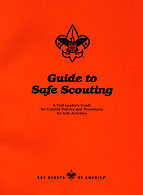 Guide to
Safe Scouting
A Unit Leader's Guide
for Current Policies and Procedures
for Safe Activities
BOY SCOUTS OF AMERICA